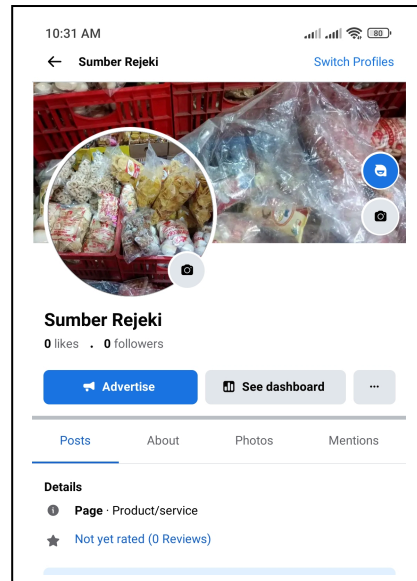 10:31 AM
80
Sumber Rejeki
Switch Profiles
Sumber Rejeki
0 likes . 0 followers
Advertise
See dashboard
...
Posts
About
Photos
Mentions
Details
Page · Product/service
Not yet rated (0 Reviews)